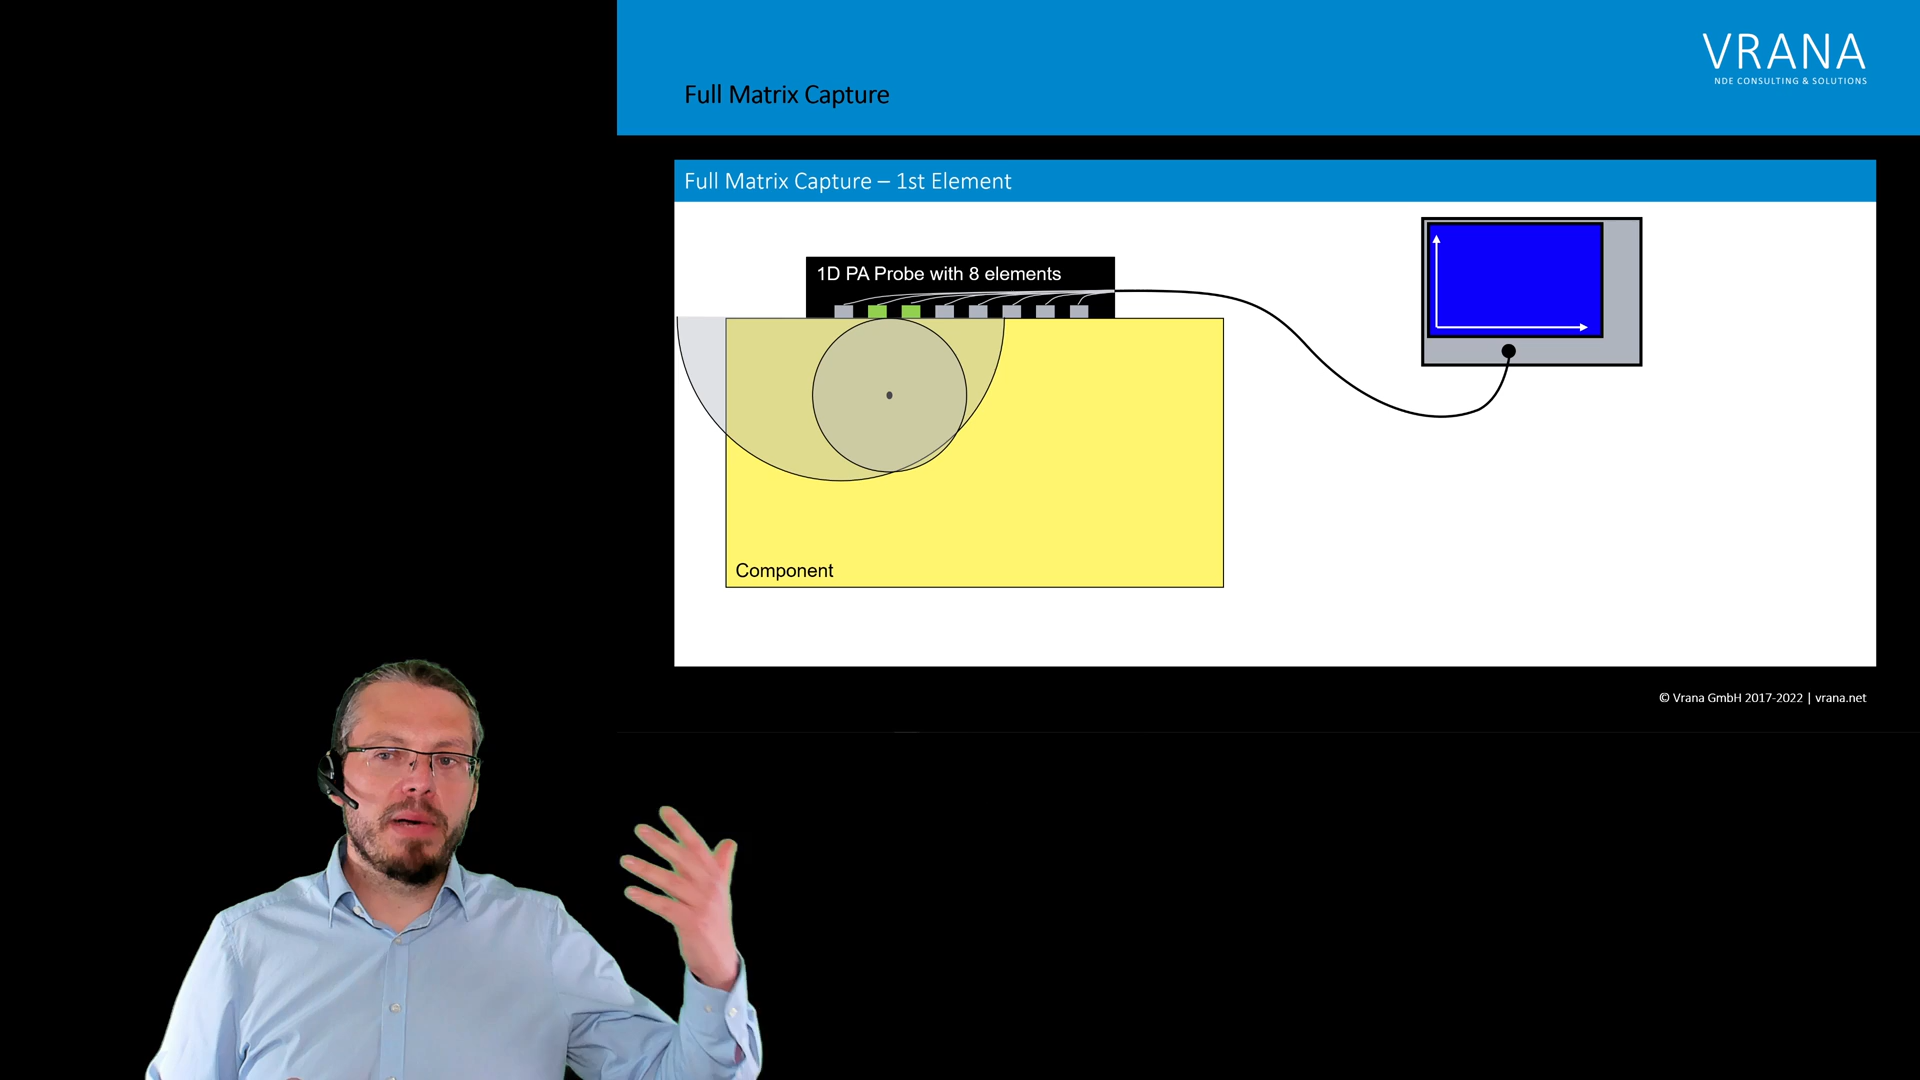 VRANA
NDE CONSULTING & SOLUTIONS
Full Matrix Capture
Full Matrix Capture – 1st Element
1D PA Probe with 8 elements
Component
© Vrana GmbH 2017-2022 | vrana.net